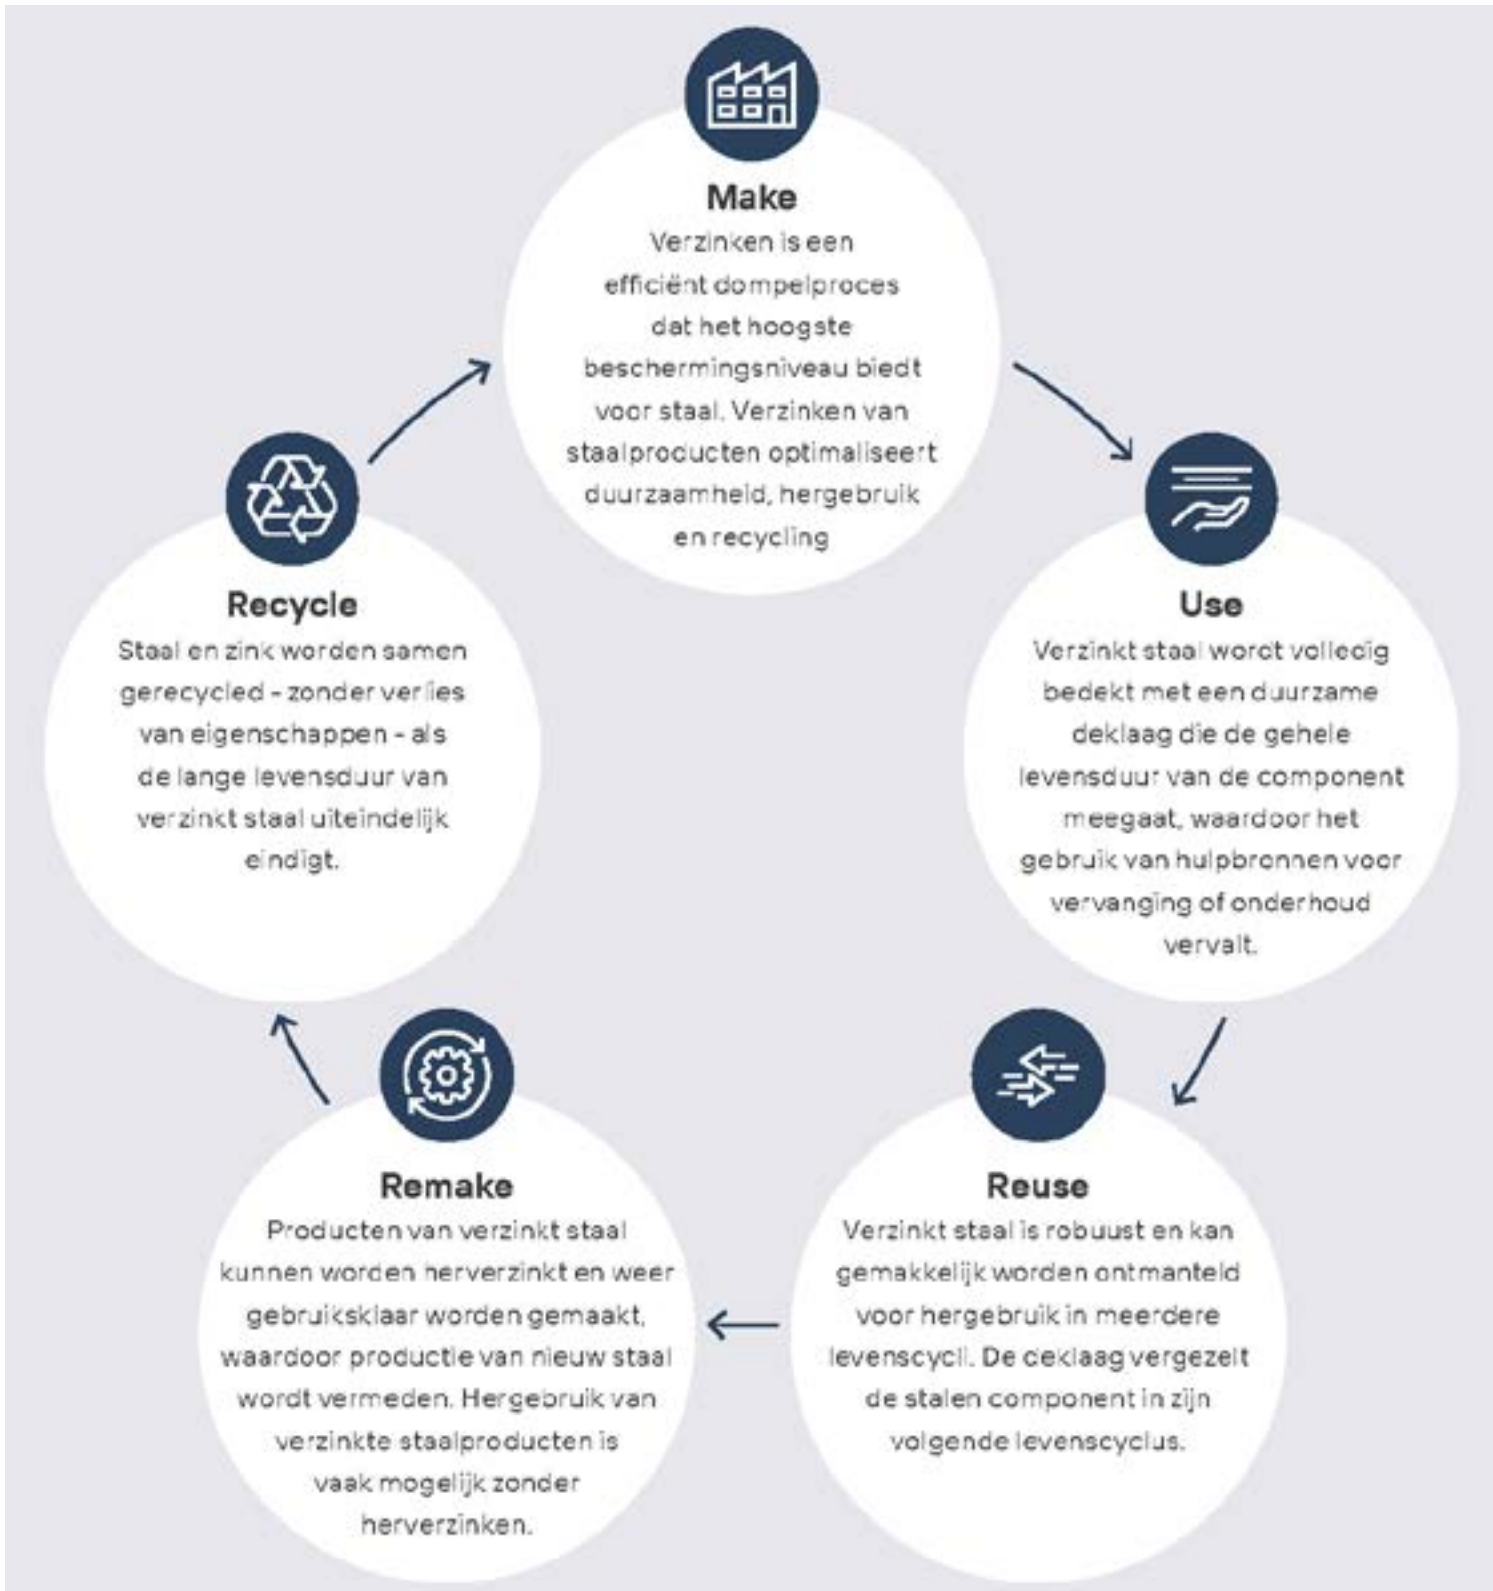 Make
Verzinken is een
efficiënt dompelproces
dat het hoogste
beschermingsniveau biedt
voor staal. Verzinken van
staalproducten optimaliseert
duurzaamheid, hergebruik
en recycling
Use
Verzinkt staal wordt volledig
bedekt met een duurzame
deklaag die de gehele
levensduur van de component
meegaat, waardoor het
gebruik van hulpbronnen voor
vervanging of onderhoud
vervalt.
Reuse
Verzinkt staal is robuust en kan
gemakkelijk worden ontmanteld
voor hergebruik in meerdere
levenscycli. De deklaag vergezelt
de stalen component in zijn
volgende levenscyclus.
Remake
Producten van verzinkt staal
kunnen worden herverzinkt en weer
gebruiksklaar worden gemaakt,
waardoor productie van nieuw staal
wordt vermeden. Hergebruik van
verzinkte staalproducten is
vaak mogelijk zonder
herverzinken.
Recycle
Staal en zink worden samen
gerecycled - zonder verlies
van eigenschappen - als
de lange levensduur van
verzinkt staal uiteindelijk
eindigt.